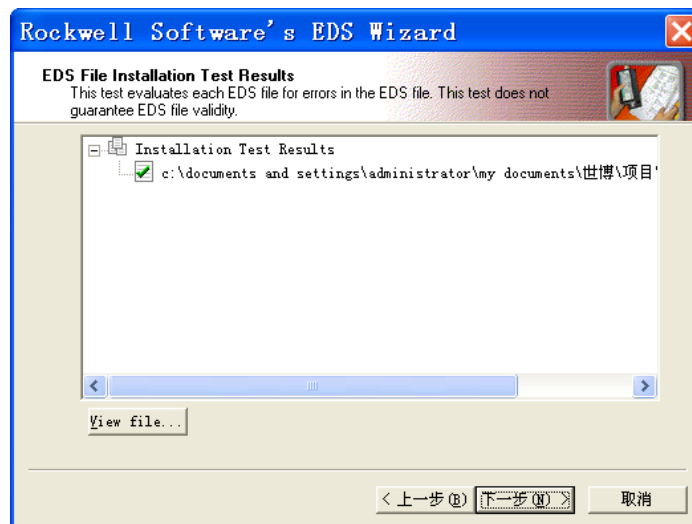 Rockwell Software's EDS Wizard
EDS File Installation Test Results
This test evaluates each EDS file for errors in the EDS file. This test does not
guarantee EDS file validity.
Installation Test Results
c:\documents and settings\administrator\my documents\世博\项目
View file...
< 上一步(B)
下一步(N) >
取消